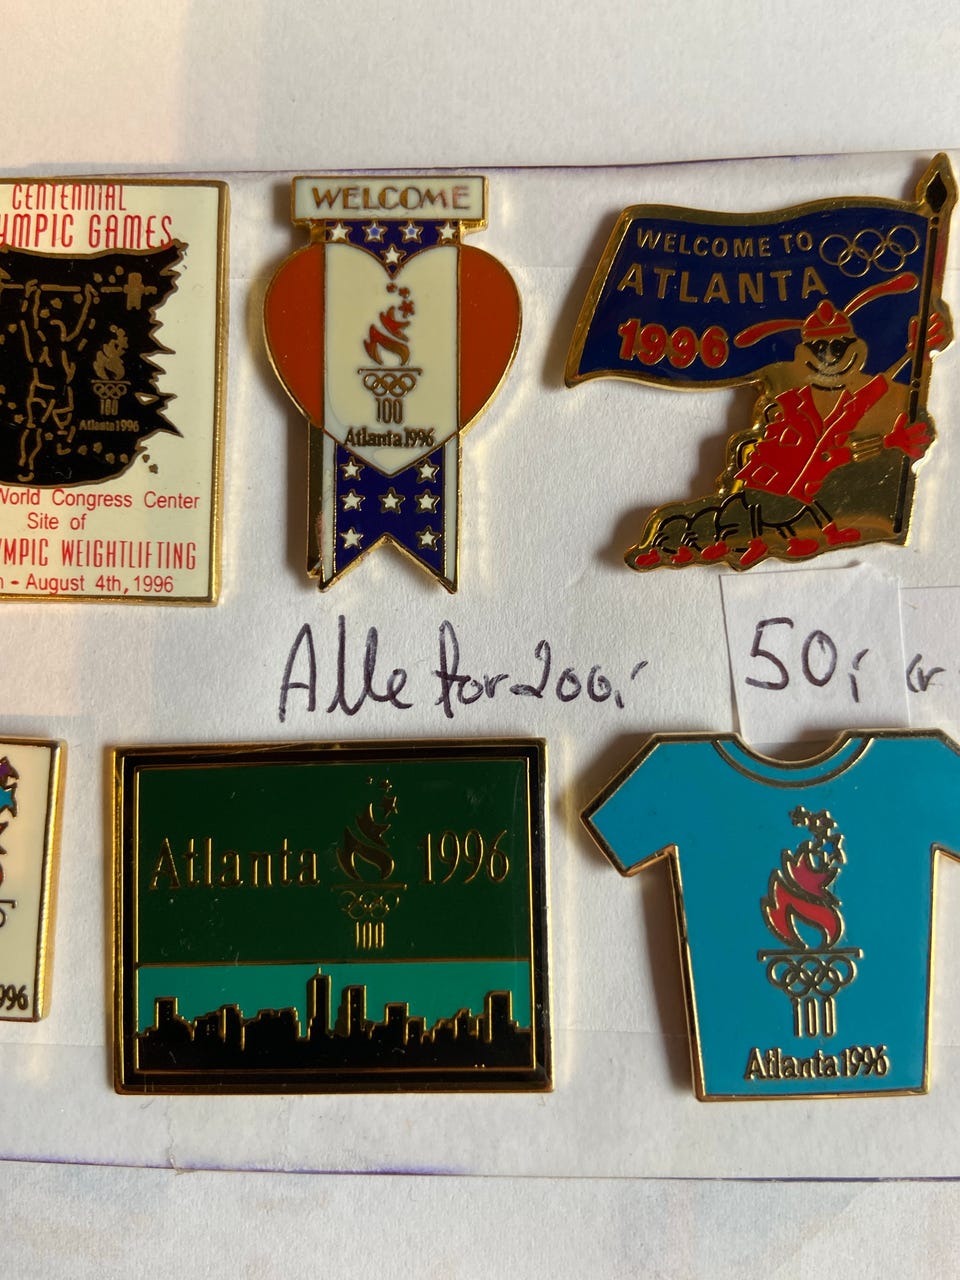 CENTENNIAL
YMPIC GAMES
100
Atlanta 1996
World Congress Center
Site of
YMPIC WEIGHTLIFTING
- August 4th, 1996
WELCOME
100
Atlanta 1996
WELCOME TO
ATLANTA
1996
Alle for 200,-
50,-
996
Atlanta 1996
100
100
Atlanta 1996